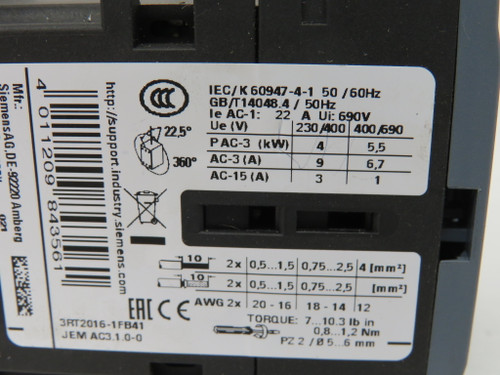 IEC/K 60947-4-1 50/60Hz
GB/T14048.4 / 50Hz
Ie AC-1: 22 A Ui: 690V
Ue (V) 230/400 400/690
P AC-3 (kW) 4 5,5
AC-3 (A) 9 6,7
AC-15 (A) 3 1
CCC
22,5°
360°
http://support.industry-siemens.com
4 011209 843561
Mfr:
SiemensAG,DE-92220 Amberg
10 2x 0,5...1,5 0,75...2,5 4 [mm²]
10 2x 0,5...1,5 0,75...2,5 [mm²]
AWG 2x 20 - 16 18 - 14 12
TORQUE: 7...10.3 lb in
0,8...1,2 Nm
PZ 2 / Ø 5...6 mm
EAC CE
3RT2016-1FB41
JEM AC3.1.0-0